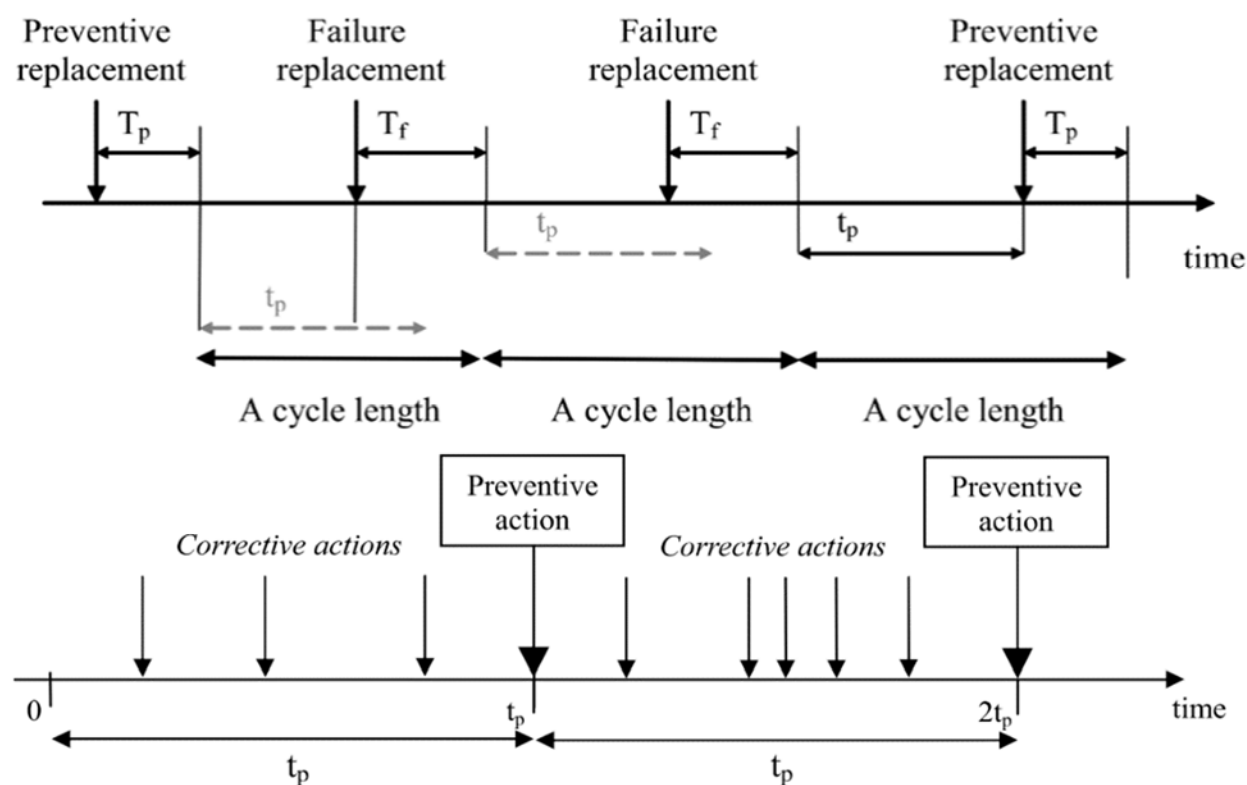 Preventive
replacement
Failure
replacement
Failure
replacement
Preventive
replacement
Tp
Tf
Tf
Tp
tp
tp
time
tp
A cycle length
A cycle length
A cycle length
Preventive
action
Preventive
action
Corrective actions
Corrective actions
0
tp
2tp
time
tp
tp